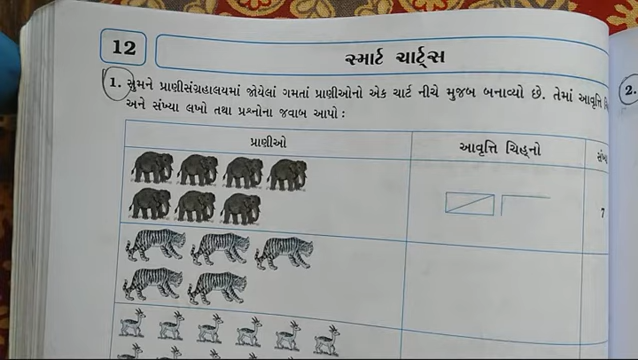 12
સ્માર્ટ ચાર્ટ્સ
1. સુમને પ્રાણીસંગ્રહાલયમાં જોયેલાં ગમતાં પ્રાણીઓનો એક ચાર્ટ નીચે મુજબ બનાવ્યો છે. તેમાં આવૃત્તિ
2.
અને સંખ્યા લખો તથા પ્રશ્નોના જવાબ આપો :
પ્રાણીઓ આવૃત્તિ ચિહ્નો
7